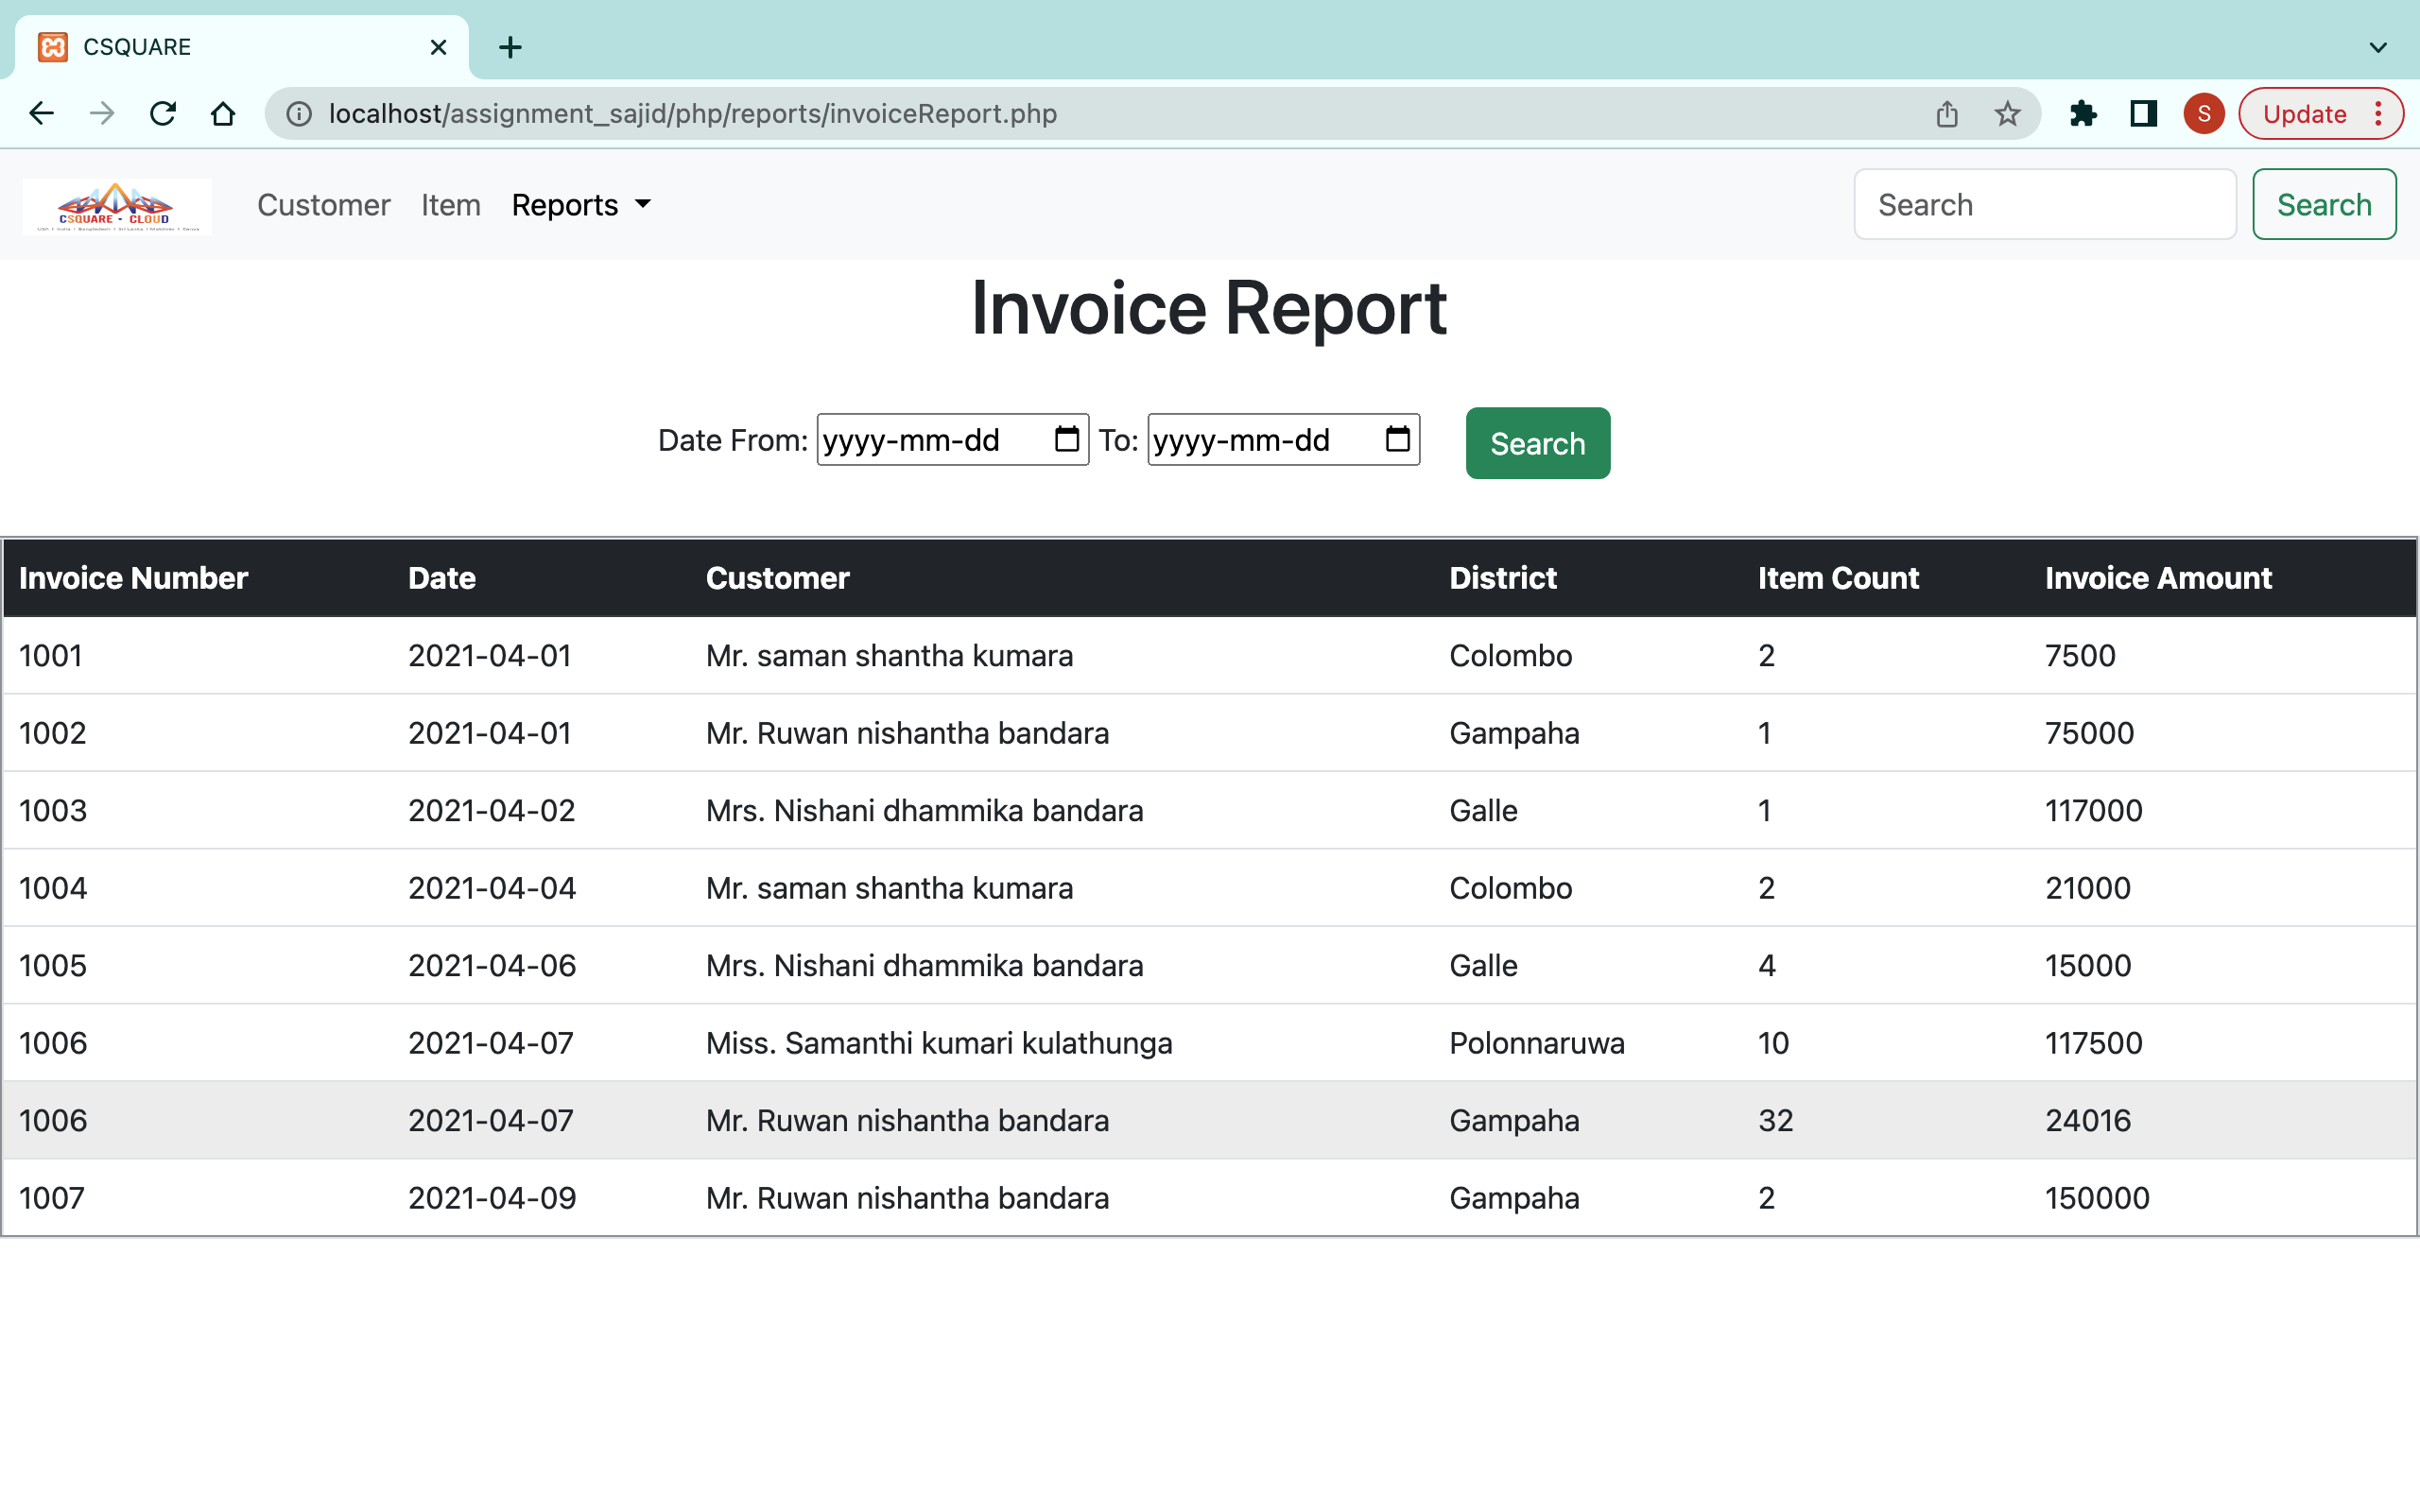 CSQUARE
localhost/assignment_sajid/php/reports/invoiceReport.php
S
Update
CSQUARE - CLOUD
Customer Item Reports
Search Search
Invoice Report
Date From: yyyy-mm-dd To: yyyy-mm-dd Search
Invoice Number Date Customer District Item Count Invoice Amount
1001 2021-04-01 Mr. saman shantha kumara Colombo 2 7500
1002 2021-04-01 Mr. Ruwan nishantha bandara Gampaha 1 75000
1003 2021-04-02 Mrs. Nishani dhammika bandara Galle 1 117000
1004 2021-04-04 Mr. saman shantha kumara Colombo 2 21000
1005 2021-04-06 Mrs. Nishani dhammika bandara Galle 4 15000
1006 2021-04-07 Miss. Samanthi kumari kulathunga Polonnaruwa 10 117500
1006 2021-04-07 Mr. Ruwan nishantha bandara Gampaha 32 24016
1007 2021-04-09 Mr. Ruwan nishantha bandara Gampaha 2 150000